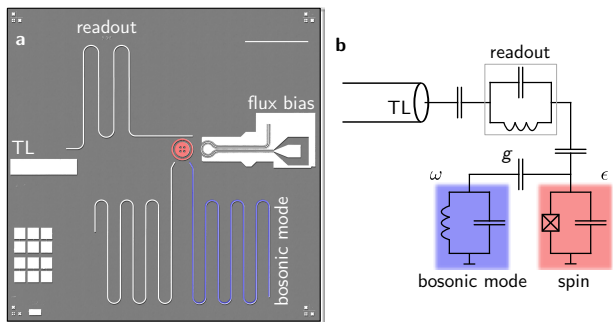 a
readout
flux bias
TL
bosonic mode
b
readout
TL
g
ω
ϵ
bosonic mode
spin